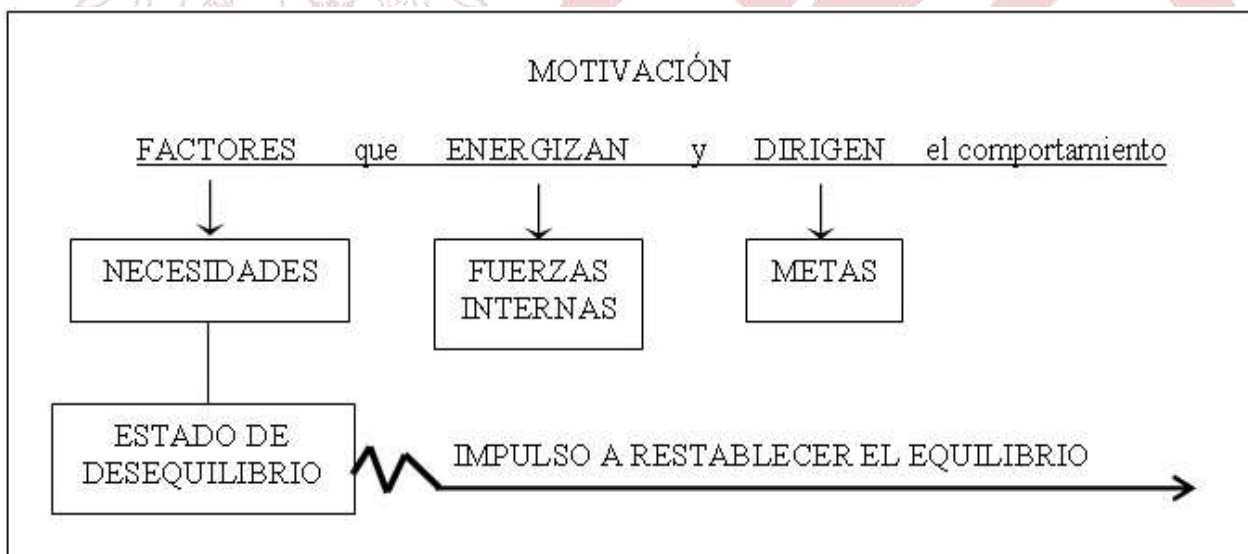 MOTIVACIÓN
FACTORES que ENERGIZAN y DIRIGEN el comportamiento
NECESIDADES
FUERZAS
INTERNAS
METAS
ESTADO DE
DESEQUILIBRIO
IMPULSO A RESTABLECER EL EQUILIBRIO